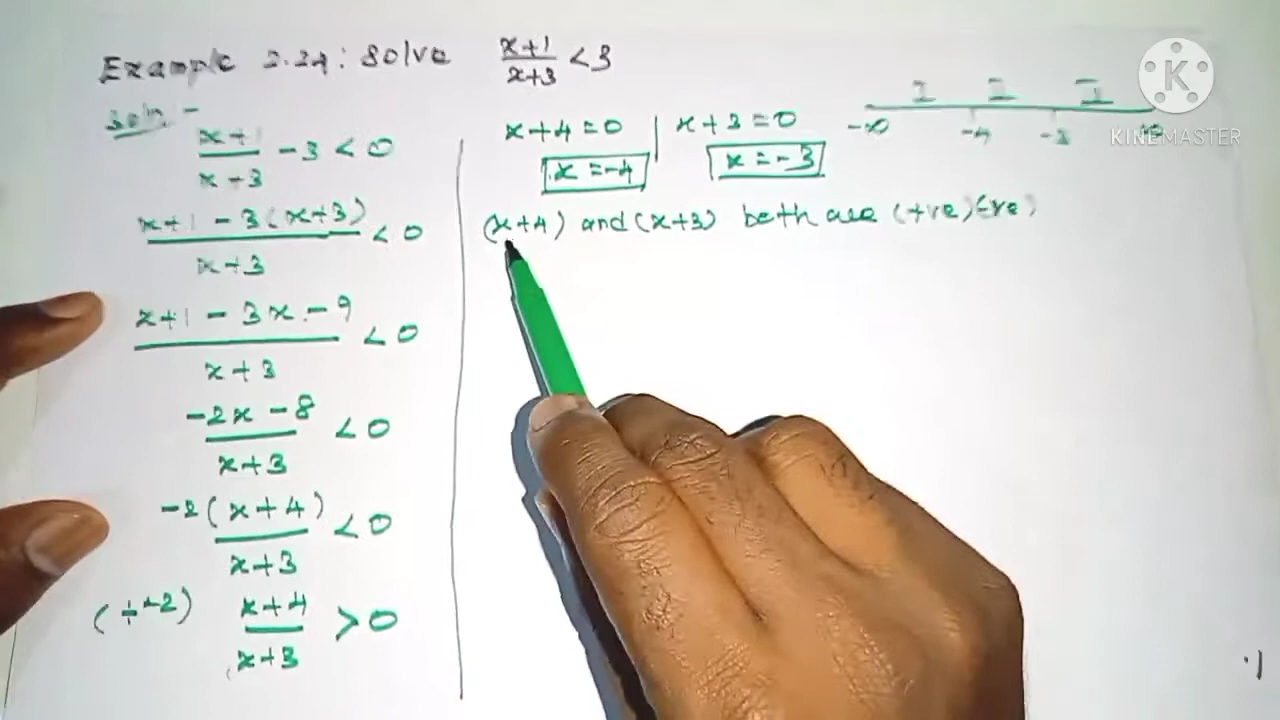 Example 2.24: Solve x+1/x+3 < 3
Soln:-
x+1/x-3 - 3 < 0
x+1 - 3(x+3)/x+3 < 0
x+1 - 3x - 9/x+3 < 0
-2x - 8/x+3 < 0
-2(x+4)/x+3 < 0
(÷-2) x+4/x+3 > 0
x+4=0 | x+3=0
x=-4 x=-3
(x+4) and (x+3) both are (+ve)(-ve)
I I I
-∞ -4 -3
K
KINEMASTER